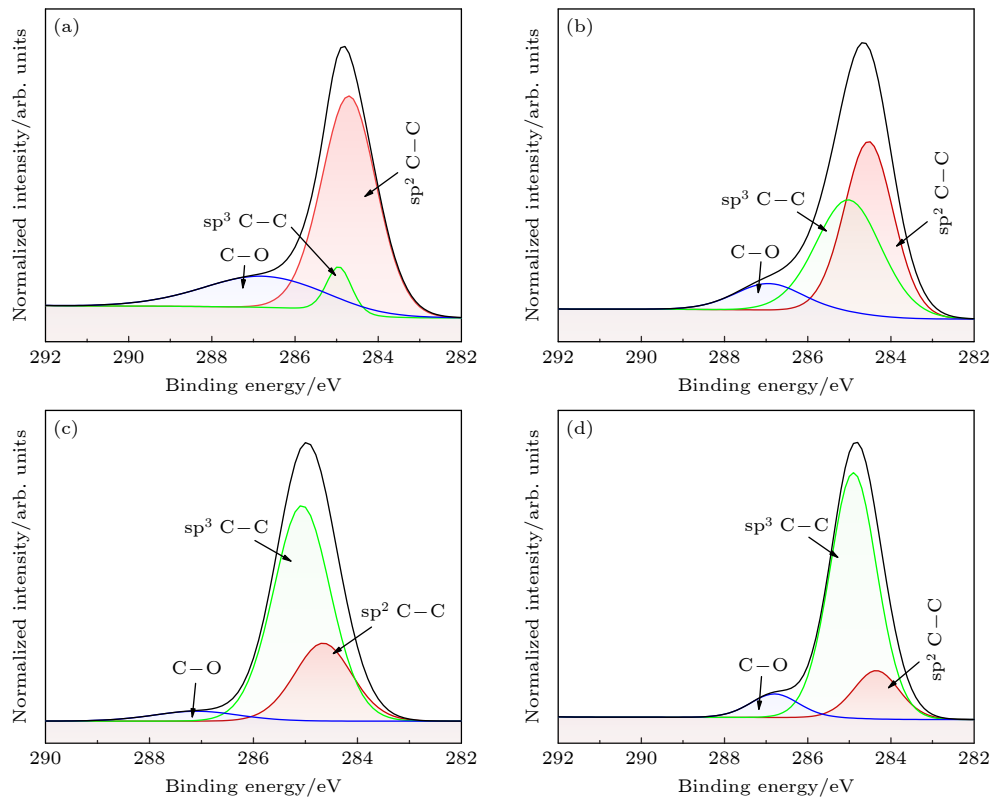 (a)
Normalized intensity/arb. units
sp² C−C
sp³ C−C
C−O
292 290 288 286 284 282
Binding energy/eV
(b)
Normalized intensity/arb. units
sp³ C−C
sp² C−C
C−O
292 290 288 286 284 282
Binding energy/eV
(c)
Normalized intensity/arb. units
sp³ C−C
sp² C−C
C−O
290 288 286 284 282
Binding energy/eV
(d)
Normalized intensity/arb. units
sp³ C−C
sp² C−C
C−O
292 290 288 286 284 282
Binding energy/eV